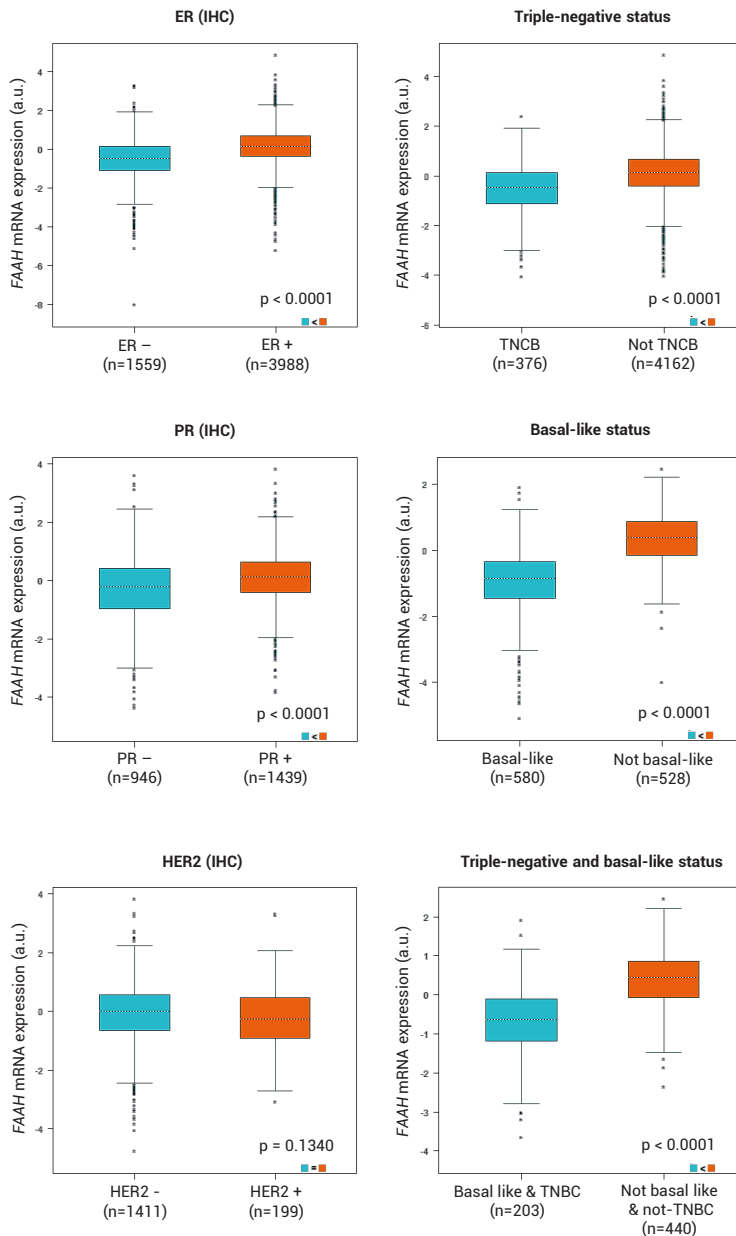 ER (IHC)
FAAH mRNA expression (a.u.)
4
2
0
-2
-4
-6
-8
p < 0.0001
<
ER –
(n=1559)
ER +
(n=3988)
Triple-negative status
FAAH mRNA expression (a.u.)
4
2
0
-2
-4
-6
p < 0.0001
<
TNCB
(n=376)
Not TNCB
(n=4162)
PR (IHC)
FAAH mRNA expression (a.u.)
4
2
0
-2
-4
p < 0.0001
<
PR –
(n=946)
PR +
(n=1439)
Basal-like status
FAAH mRNA expression (a.u.)
2
0
-2
-4
p < 0.0001
<
Basal-like
(n=580)
Not basal-like
(n=528)
HER2 (IHC)
FAAH mRNA expression (a.u.)
4
2
0
-2
-4
p = 0.1340
=
HER2 -
(n=1411)
HER2 +
(n=199)
Triple-negative and basal-like status
FAAH mRNA expression (a.u.)
2
1
0
-1
-2
-3
-4
p < 0.0001
<
Basal like & TNBC
(n=203)
Not basal like
& not-TNBC
(n=440)